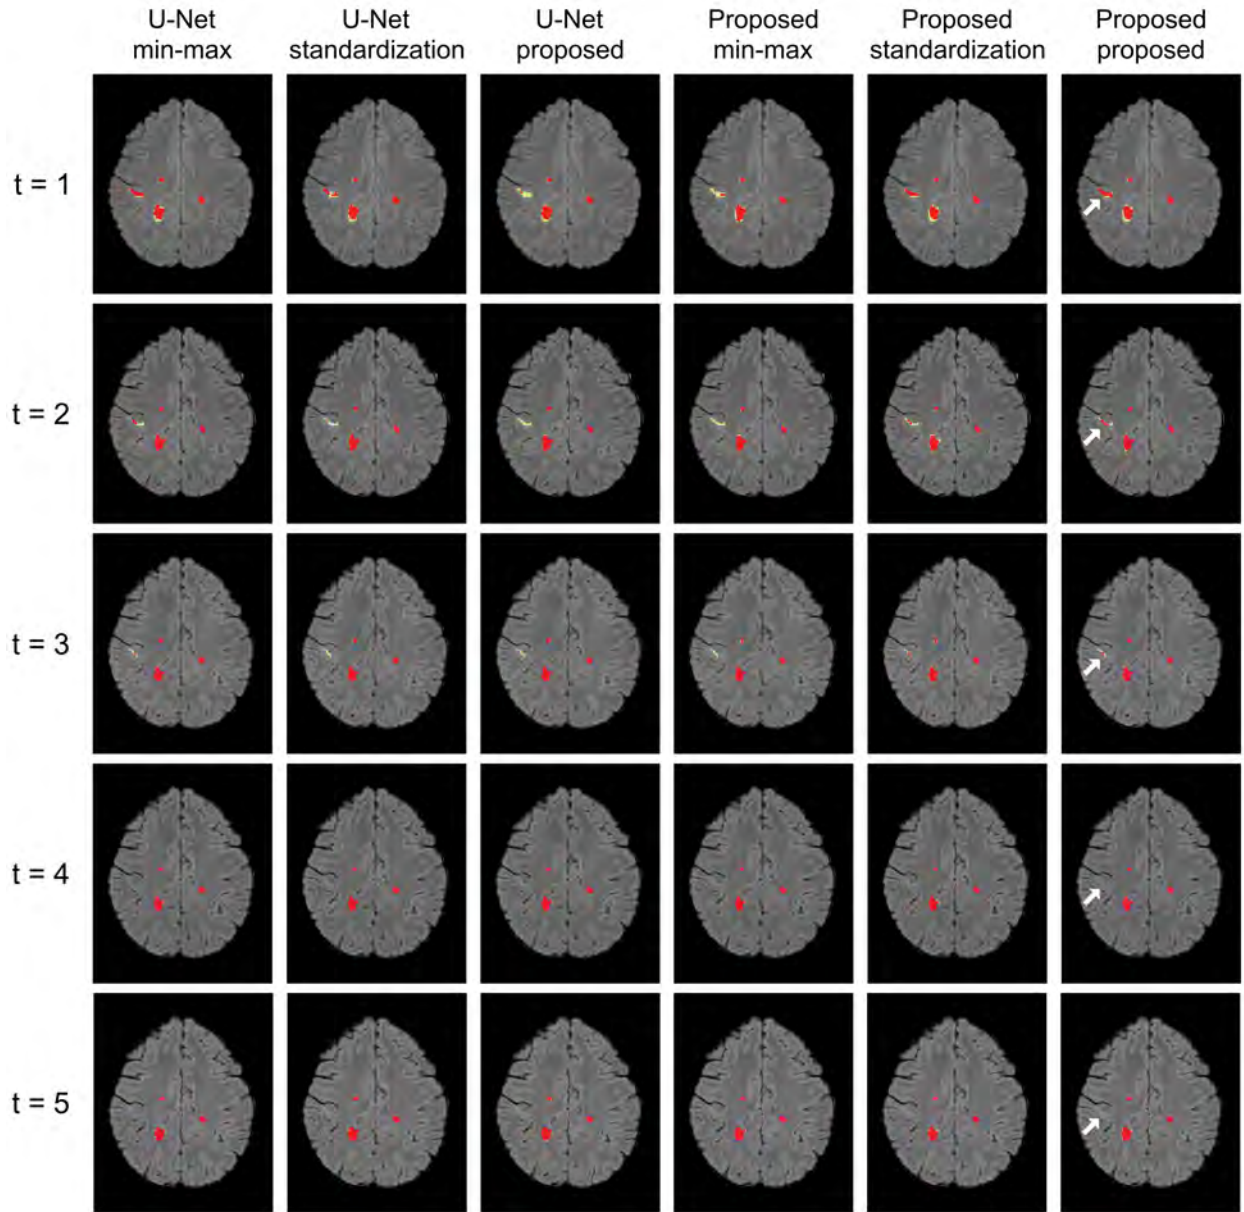 U-Net
min-max
U-Net
standardization
U-Net
proposed
Proposed
min-max
Proposed
standardization
Proposed
proposed
t = 1
t = 2
t = 3
t = 4
t = 5